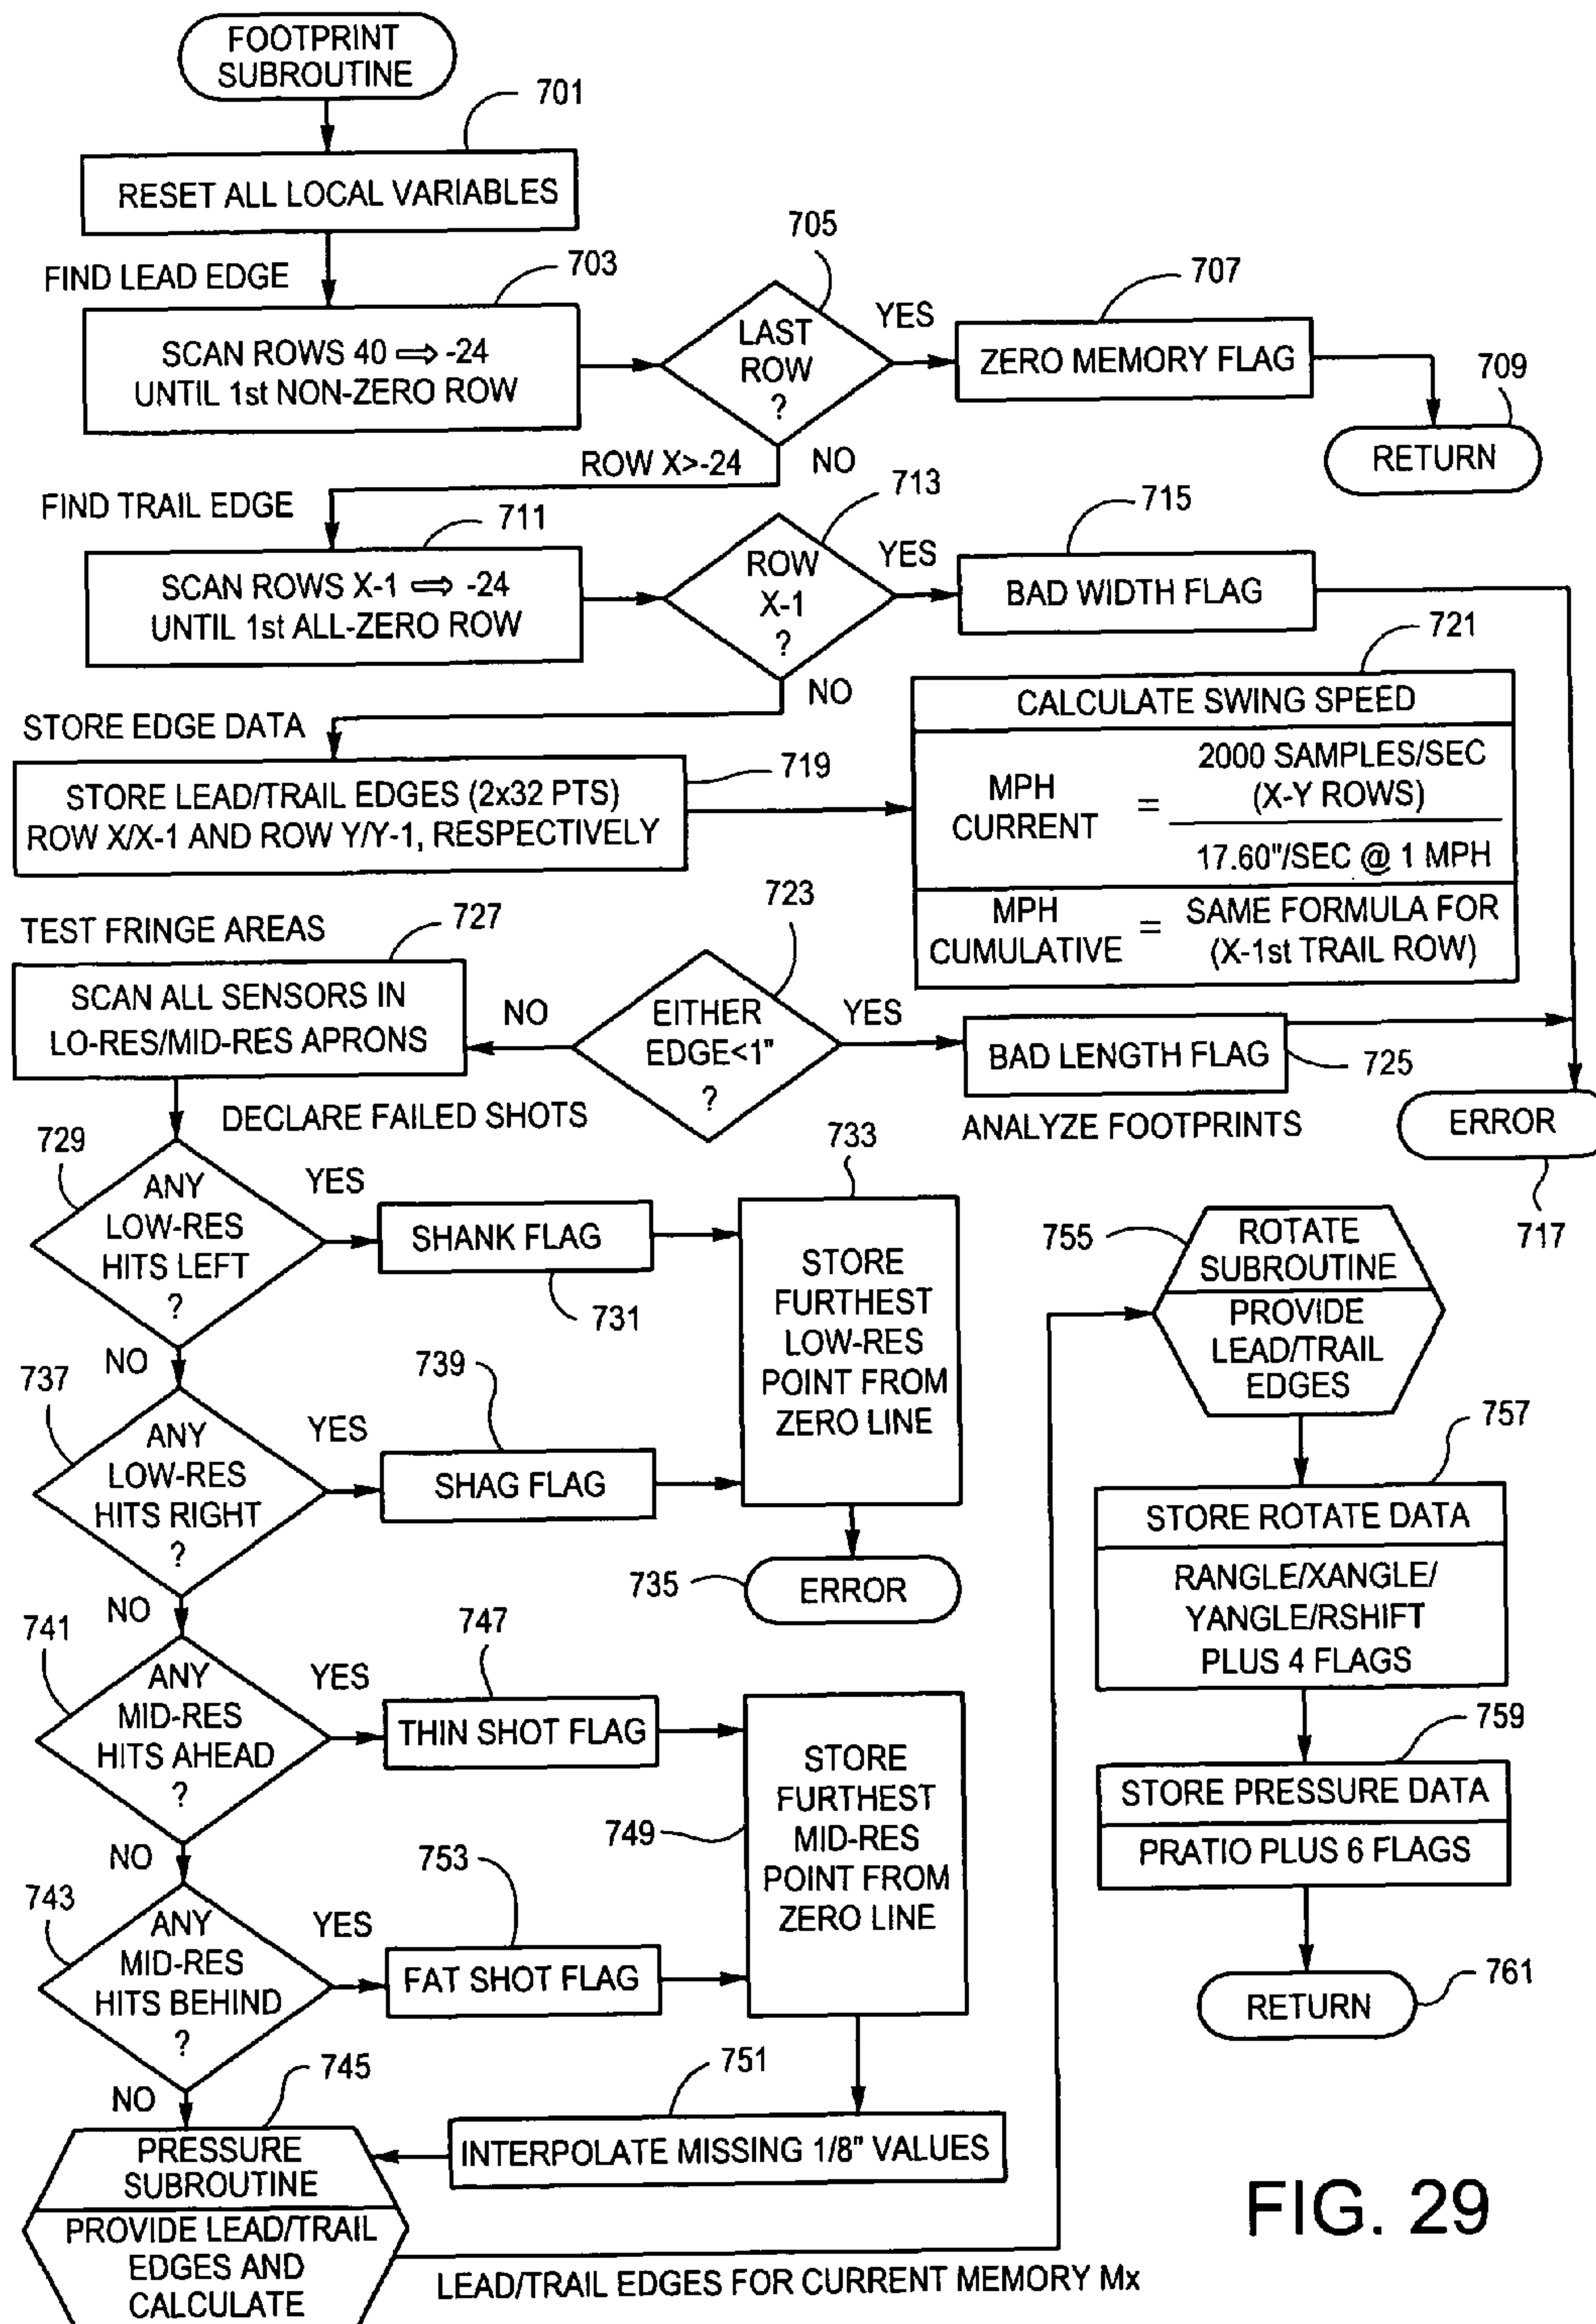 FOOTPRINT
SUBROUTINE
701
RESET ALL LOCAL VARIABLES
FIND LEAD EDGE
703
SCAN ROWS 40 ⇒ -24
UNTIL 1st NON-ZERO ROW
705
LAST
ROW
?
YES
707
ZERO MEMORY FLAG
709
RETURN
ROW X>-24
NO
FIND TRAIL EDGE
711
SCAN ROWS X-1 ⇒ -24
UNTIL 1st ALL-ZERO ROW
713
ROW
X-1
?
YES
715
BAD WIDTH FLAG
NO
721
CALCULATE SWING SPEED
MPH
CURRENT
=
2000 SAMPLES/SEC
(X-Y ROWS)
17.60"/SEC @ 1 MPH
MPH
CUMULATIVE
=
SAME FORMULA FOR
(X-1st TRAIL ROW)
STORE EDGE DATA
719
STORE LEAD/TRAIL EDGES (2x32 PTS)
ROW X/X-1 AND ROW Y/Y-1, RESPECTIVELY
723
EITHER
EDGE<1"
?
YES
BAD LENGTH FLAG
725
NO
TEST FRINGE AREAS
727
SCAN ALL SENSORS IN
LO-RES/MID-RES APRONS
ANALYZE FOOTPRINTS
ERROR
717
DECLARE FAILED SHOTS
729
ANY
LOW-RES
HITS LEFT
?
YES
SHANK FLAG
731
733
STORE
FURTHEST
LOW-RES
POINT FROM
ZERO LINE
NO
737
ANY
LOW-RES
HITS RIGHT
?
YES
739
SHAG FLAG
735
ERROR
NO
741
ANY
MID-RES
HITS AHEAD
?
YES
747
THIN SHOT FLAG
749
STORE
FURTHEST
MID-RES
POINT FROM
ZERO LINE
NO
743
ANY
MID-RES
HITS BEHIND
?
YES
753
FAT SHOT FLAG
NO
745
751
INTERPOLATE MISSING 1/8" VALUES
PRESSURE
SUBROUTINE
PROVIDE LEAD/TRAIL
EDGES AND
CALCULATE
LEAD/TRAIL EDGES FOR CURRENT MEMORY Mx
755
ROTATE
SUBROUTINE
PROVIDE
LEAD/TRAIL
EDGES
757
STORE ROTATE DATA
RANGLE/XANGLE/
YANGLE/RSHIFT
PLUS 4 FLAGS
759
STORE PRESSURE DATA
PRATIO PLUS 6 FLAGS
761
RETURN
FIG. 29